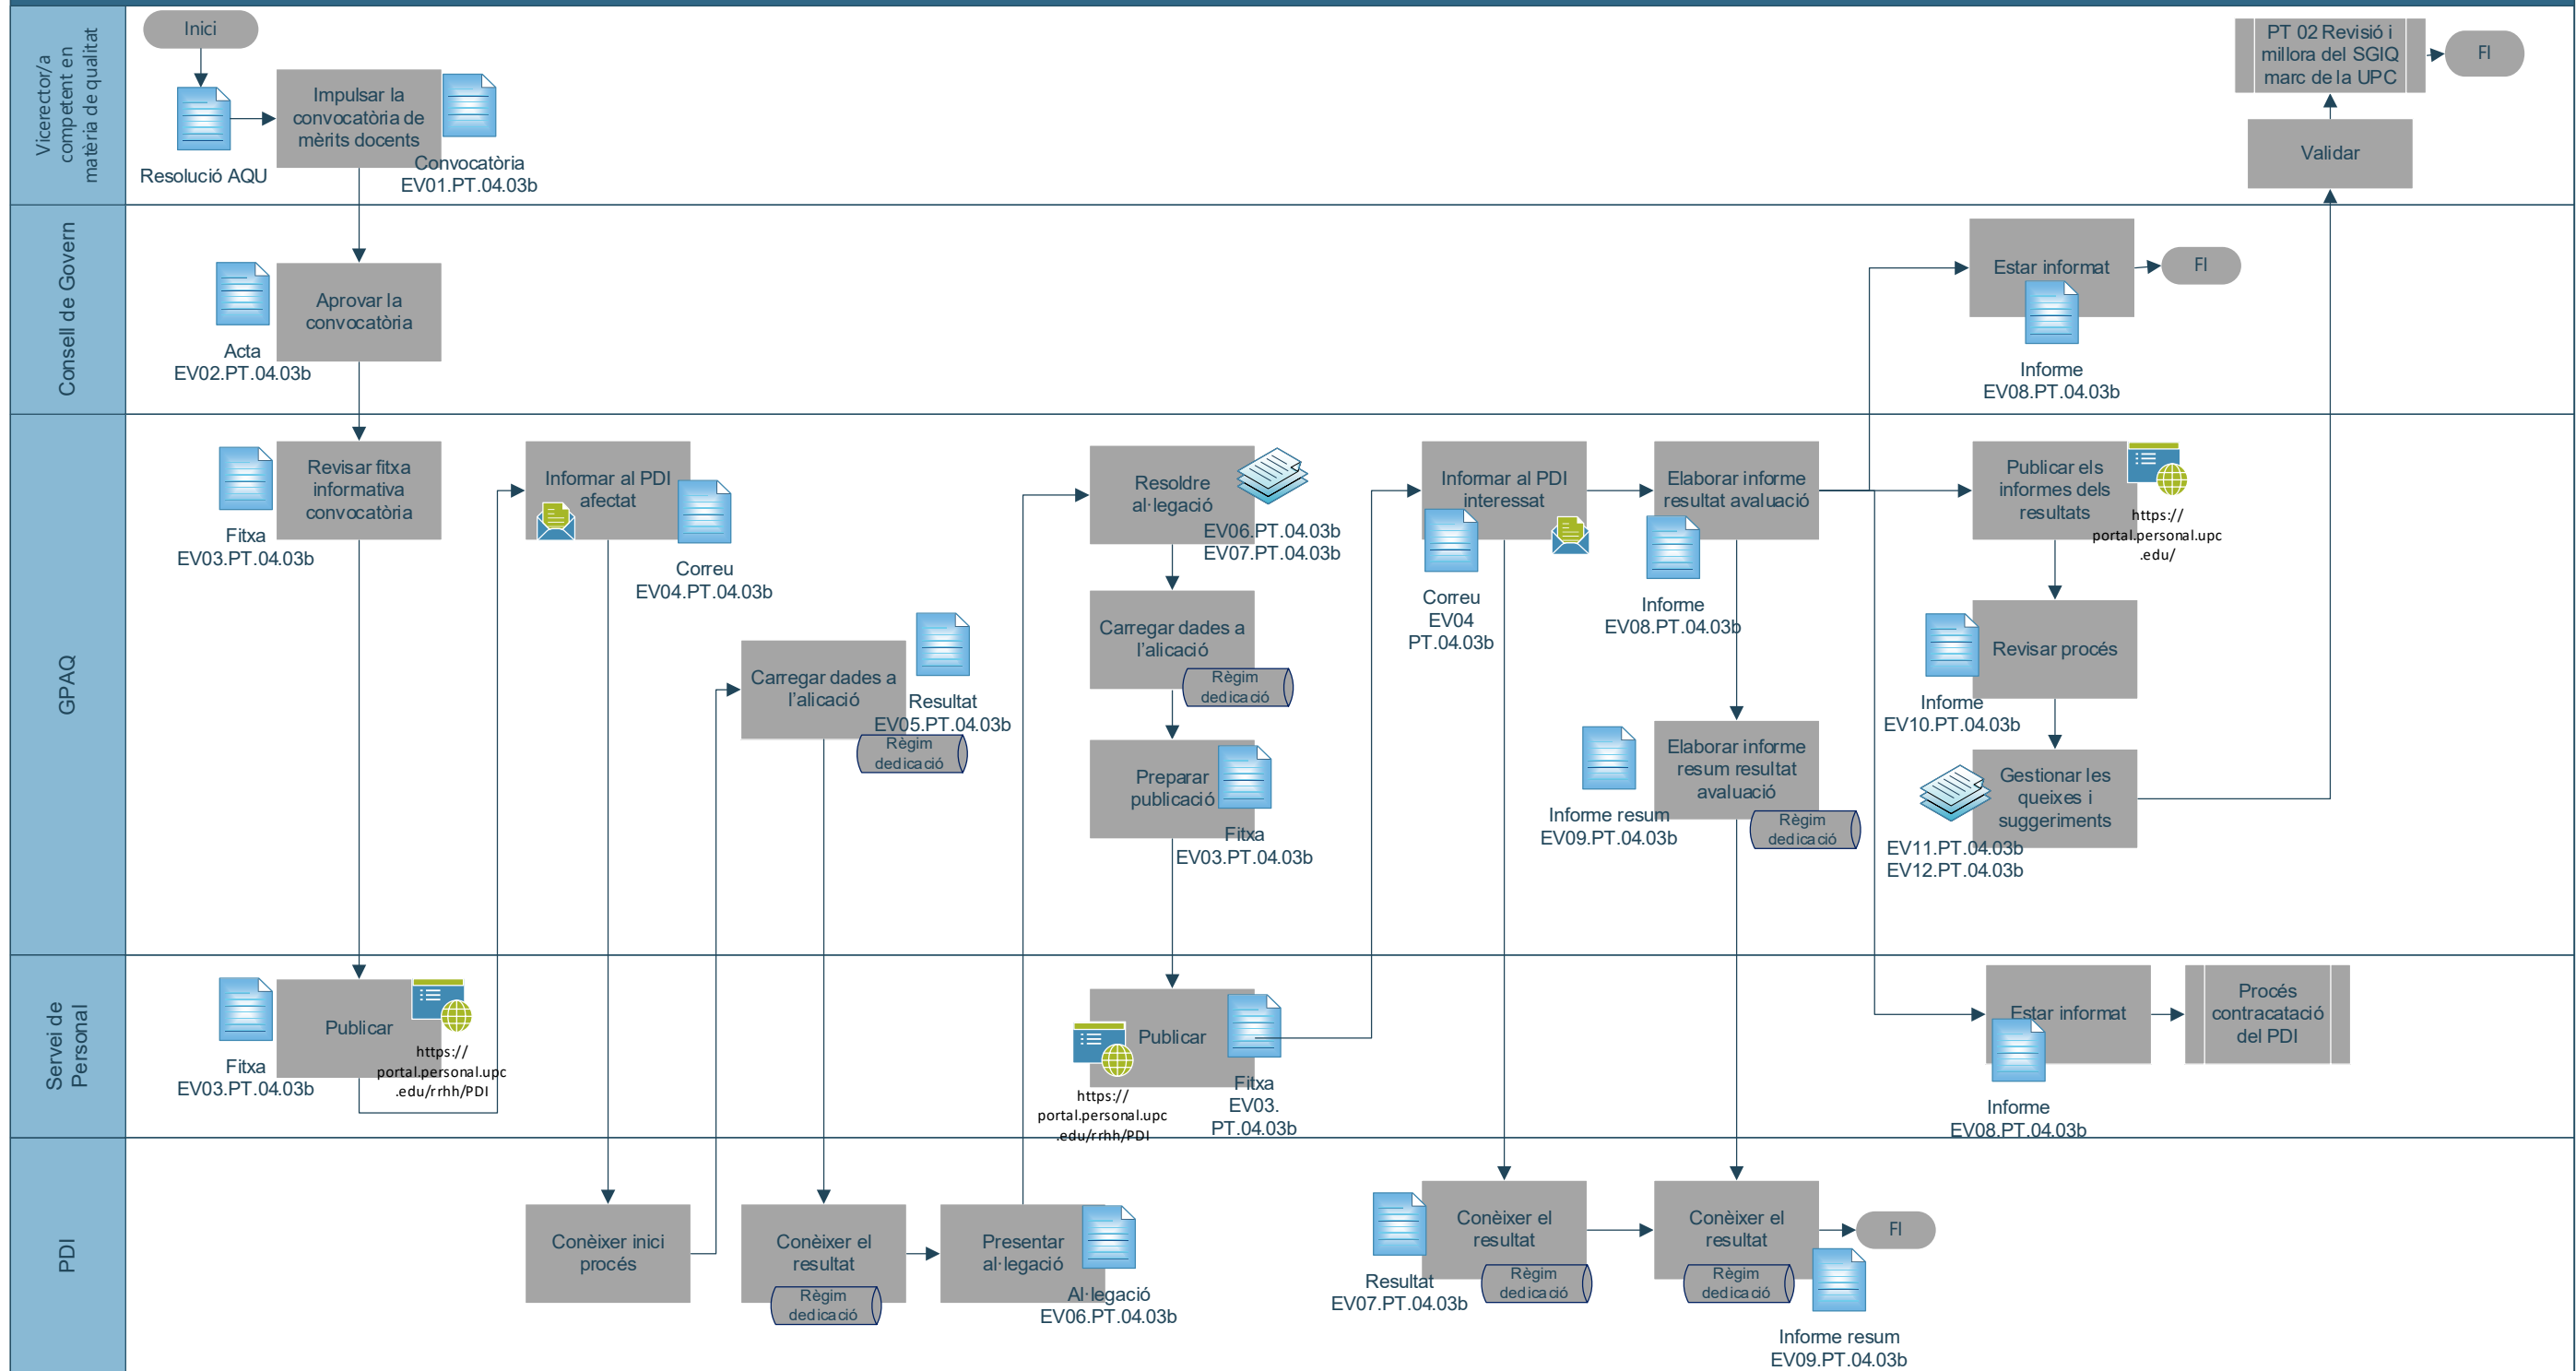 Vicerector/a
competent en
matèria de qualitat
Inici
Resolució AQU
Impulsar la
convocatòria de
mèrits docents
Convocatòria
EV01.PT.04.03b
PT 02 Revisió i
millora del SGIQ
marc de la UPC
FI
Validar
Consell de Govern
Acta
EV02.PT.04.03b
Aprovar la
convocatòria
Estar informat
FI
Informe
EV08.PT.04.03b
GPAQ
Fitxa
EV03.PT.04.03b
Revisar fitxa
informativa
convocatòria
Informar al PDI
afectat
Correu
EV04.PT.04.03b
Carregar dades a
l’alicació
Resultat
EV05.PT.04.03b
Règim
dedicació
Resoldre
al·legació
EV06.PT.04.03b
EV07.PT.04.03b
Carregar dades a
l’alicació
Règim
dedicació
Preparar
publicació
Fitxa
EV03.PT.04.03b
Informar al PDI
interessat
Correu
EV04
PT.04.03b
Elaborar informe
resultat avaluació
Informe
EV08.PT.04.03b
Elaborar informe
resum resultat
avaluació
Informe resum
EV09.PT.04.03b
Règim
dedicació
Publicar els
informes dels
resultats
https://
portal.personal.upc
.edu/
Revisar procés
Informe
EV10.PT.04.03b
Gestionar les
queixes i
suggeriments
EV11.PT.04.03b
EV12.PT.04.03b
Servei de
Personal
Fitxa
EV03.PT.04.03b
Publicar
https://
portal.personal.upc
.edu/rrhh/PDI
Publicar
https://
portal.personal.upc
.edu/rrhh/PDI
Fitxa
EV03.
PT.04.03b
Estar informat
Informe
EV08.PT.04.03b
Procés
contracatació
del PDI
PDI
Conèixer inici
procés
Conèixer el
resultat
Règim
dedicació
Presentar
al·legació
Al·legació
EV06.PT.04.03b
Resultat
EV07.PT.04.03b
Conèixer el
resultat
Règim
dedicació
Conèixer el
resultat
Règim
dedicació
FI
Informe resum
EV09.PT.04.03b